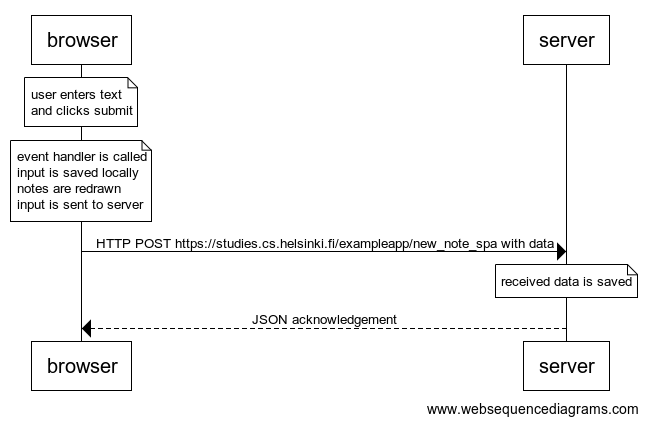 browser
server
user enters text
and clicks submit
event handler is called
input is saved locally
notes are redrawn
input is sent to server
HTTP POST https://studies.cs.helsinki.fi/exampleapp/new_note_spa with data
received data is saved
JSON acknowledgement
browser
server
www.websequencediagrams.com